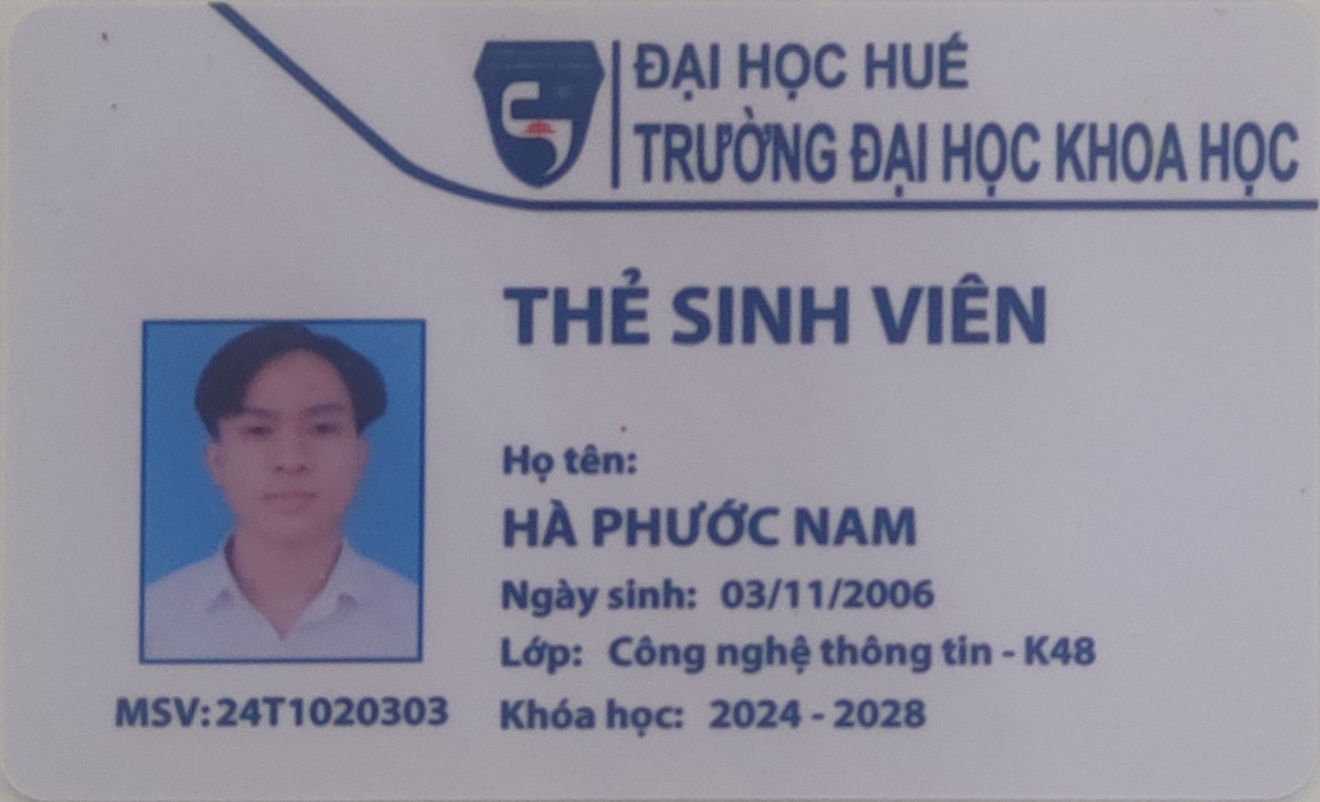 ĐẠI HỌC HUẾ
TRƯỜNG ĐẠI HỌC KHOA HỌC
THẺ SINH VIÊN
Họ tên:
HÀ PHƯỚC NAM
Ngày sinh: 03/11/2006
Lớp: Công nghệ thông tin - K48
MSV:24T1020303
Khóa học: 2024 - 2028